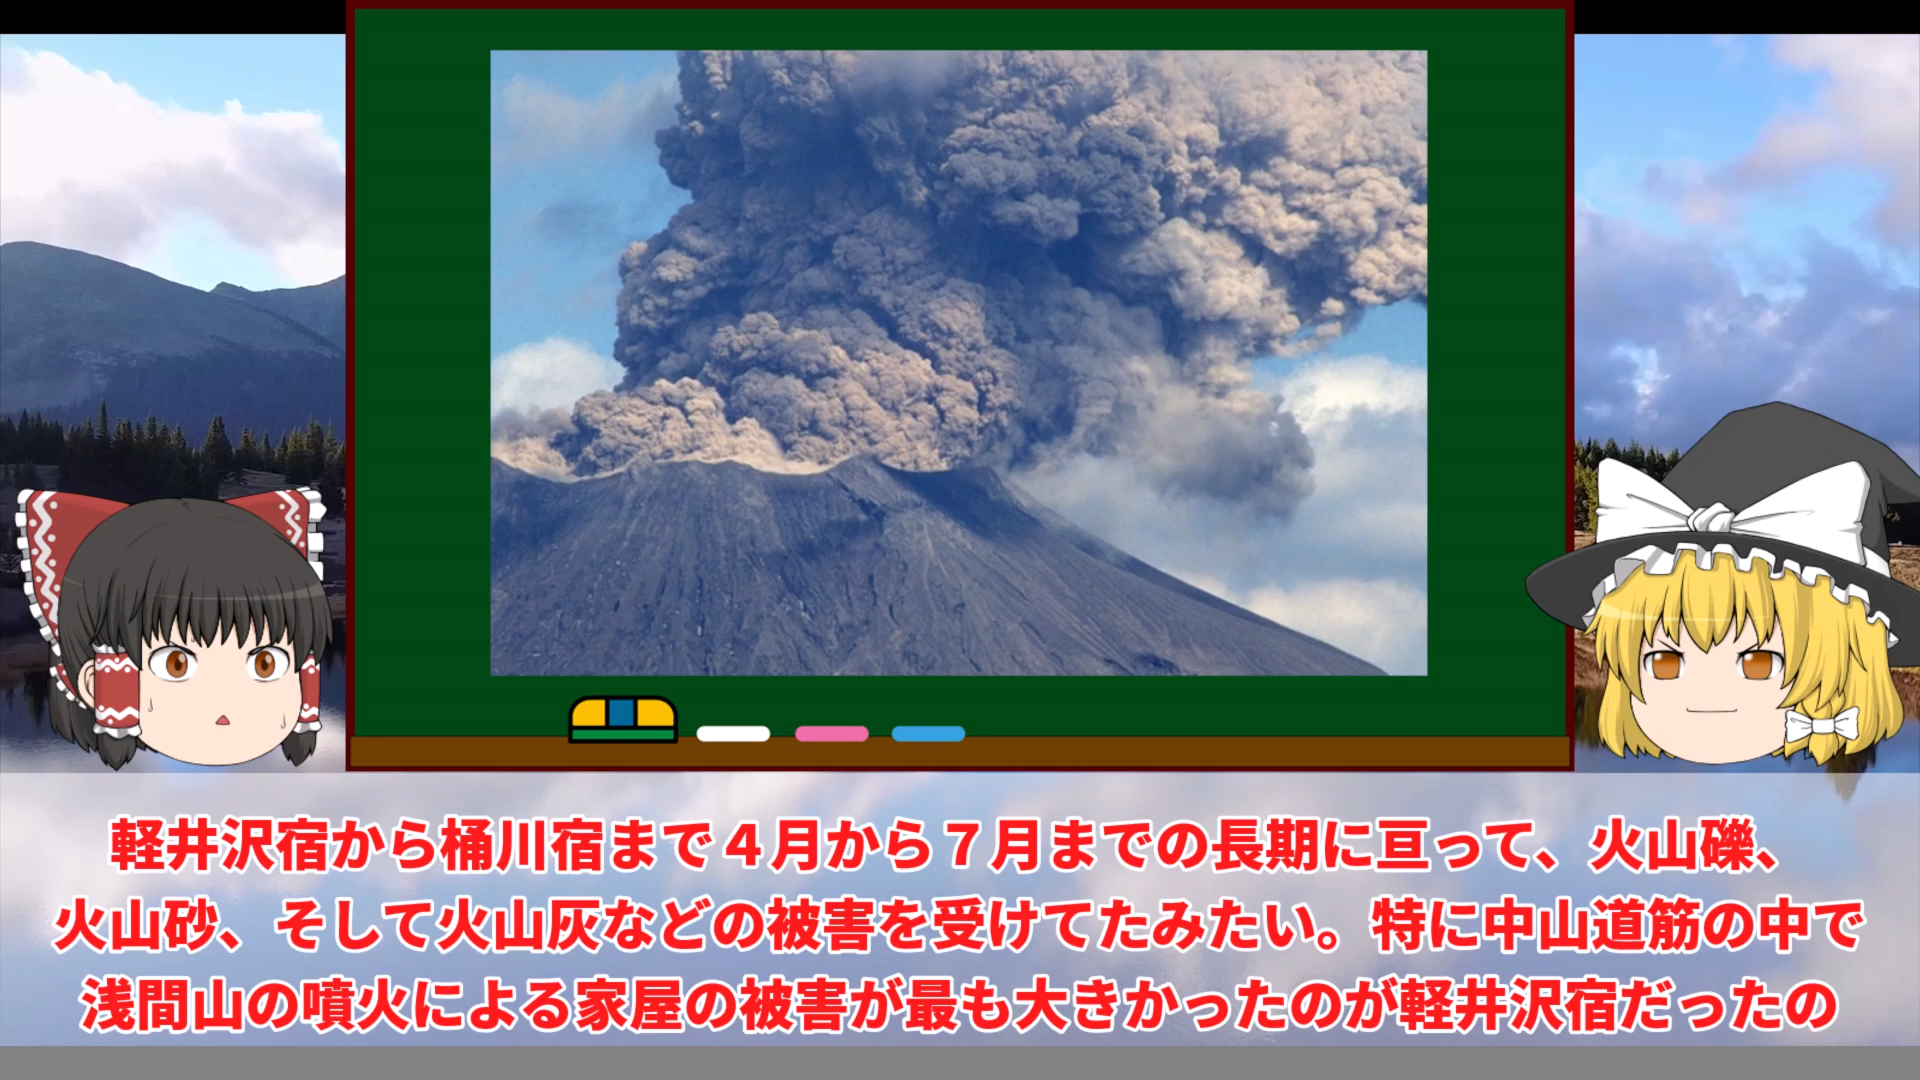 軽井沢宿から桶川宿まで４月から７月までの長期に亘って、火山礫、
火山砂、そして火山灰などの被害を受けてたみたい。特に中山道筋の中で
浅間山の噴火による家屋の被害が最も大きかったのが軽井沢宿だったの